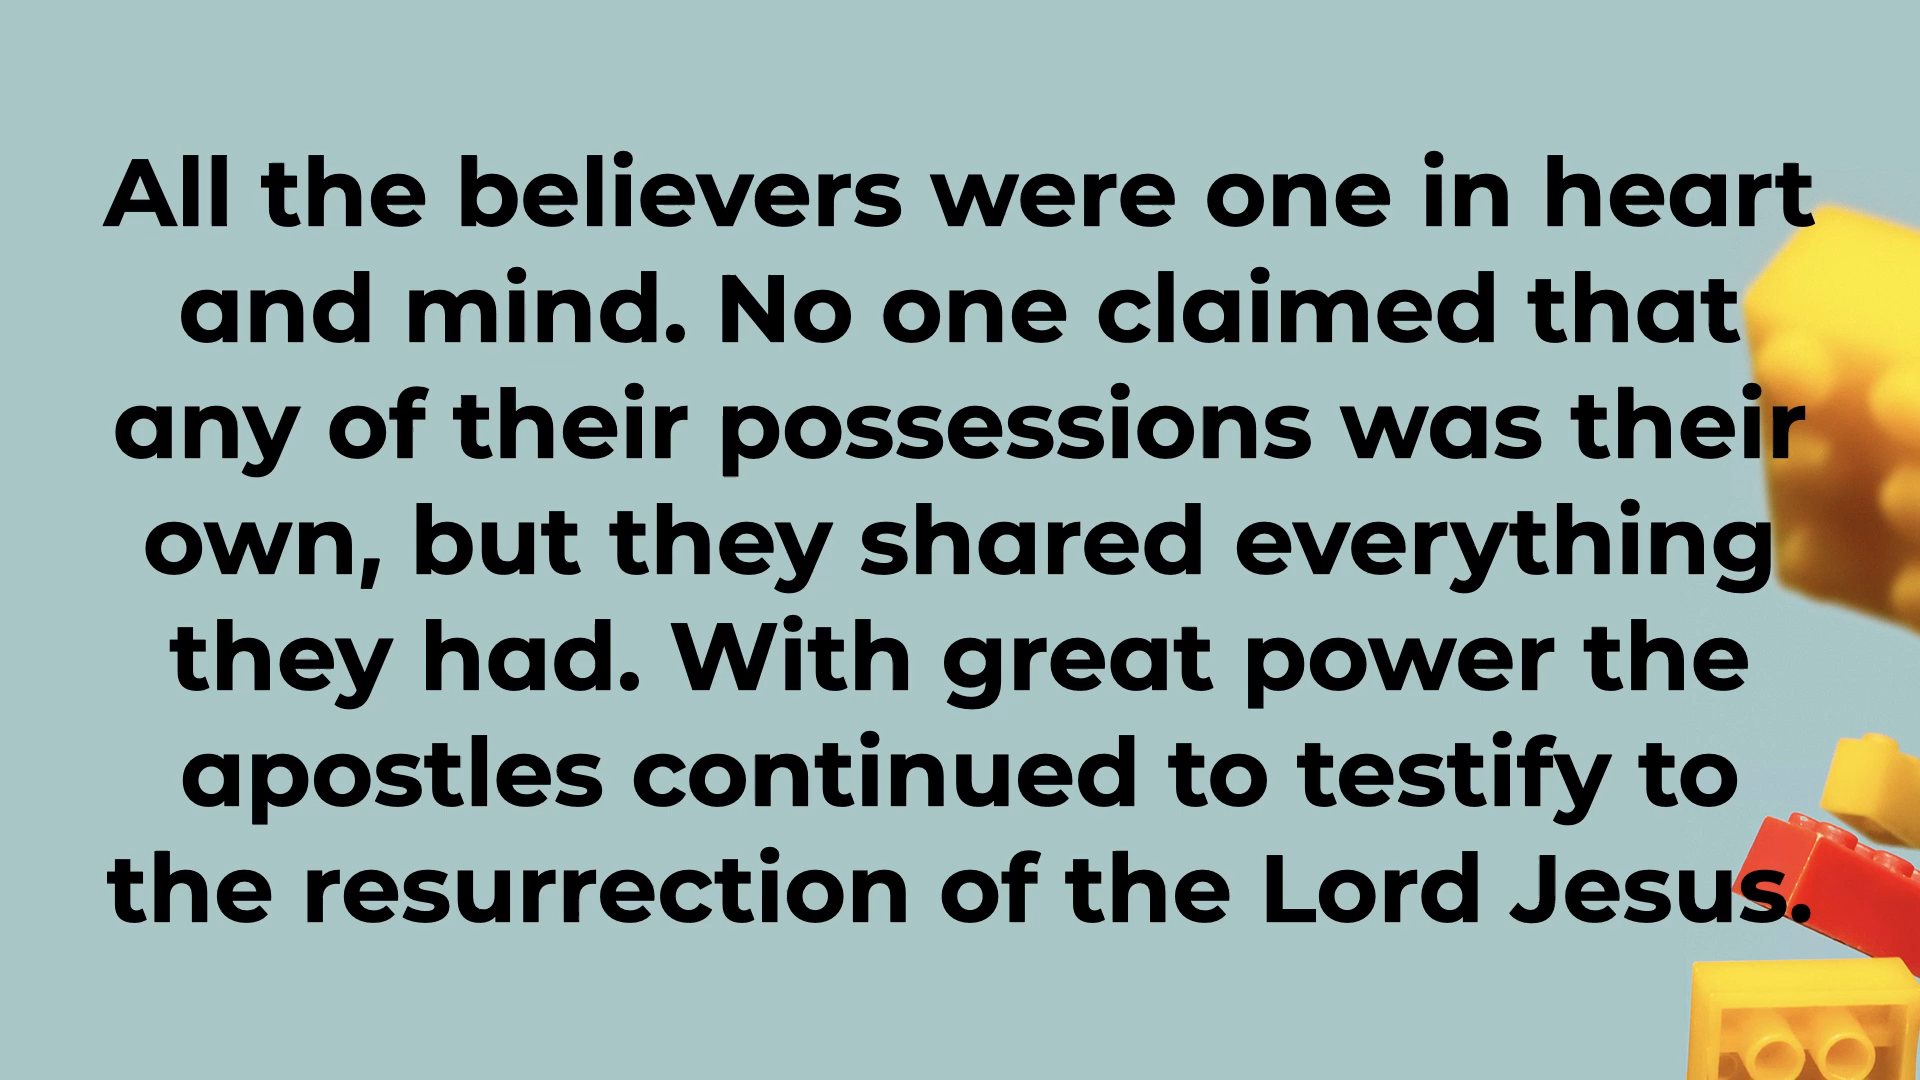 All the believers were one in heart
and mind. No one claimed that
any of their possessions was their
own, but they shared everything
they had. With great power the
apostles continued to testify to
the resurrection of the Lord Jesus.